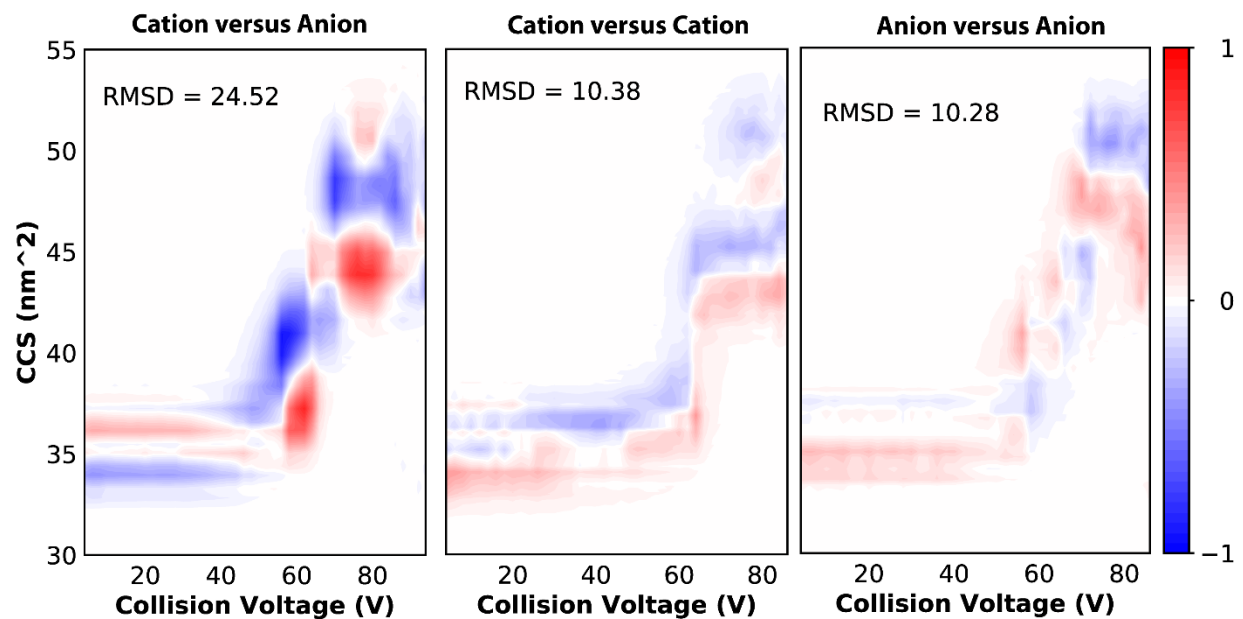 Cation versus Anion
Cation versus Cation
Anion versus Anion
RMSD = 24.52
RMSD = 10.38
RMSD = 10.28
CCS (nm^2)
55
50
45
40
35
30
20 40 60 80
20 40 60 80
20 40 60 80
Collision Voltage (V)
Collision Voltage (V)
Collision Voltage (V)
1
0
−1